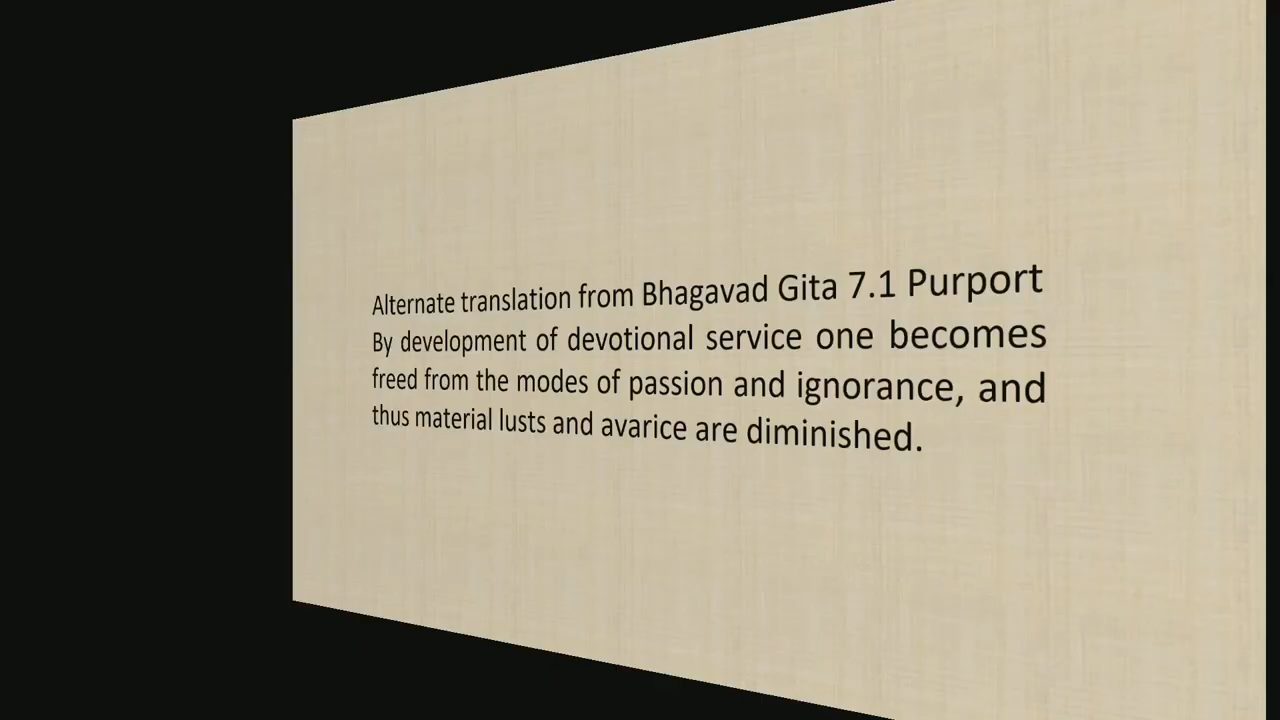 Alternate translation from Bhagavad Gita 7.1 Purport
By development of devotional service one becomes
freed from the modes of passion and ignorance, and
thus material lusts and avarice are diminished.